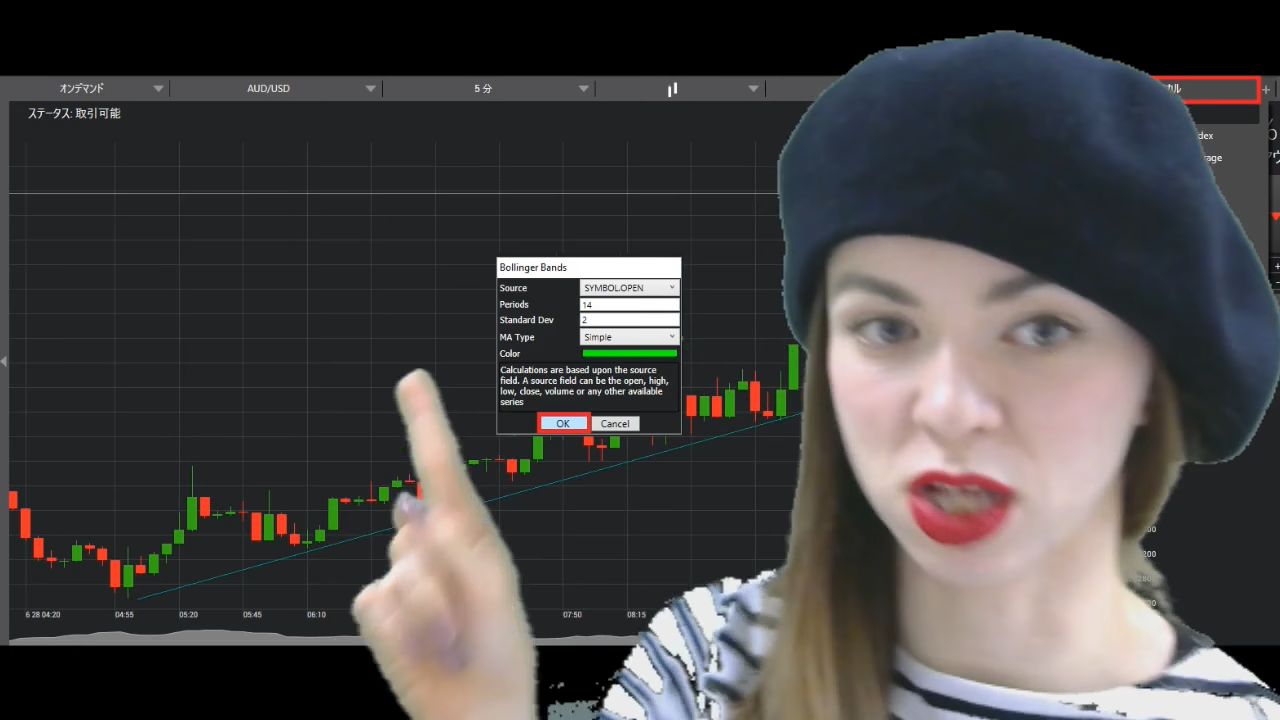 オンデマンド
AUD/USD
5 分
ル
ステータス: 取引可能
dex
rage
Bollinger Bands
Source
SYMBOL.OPEN
Periods
14
Standard Dev
2
MA Type
Simple
Color
Calculations are based upon the source
field. A source field can be the open, high,
low, close, volume or any other available
series
OK
Cancel
6 28 04:20
04:55
05:20
05:45
06:10
07:50
08:15